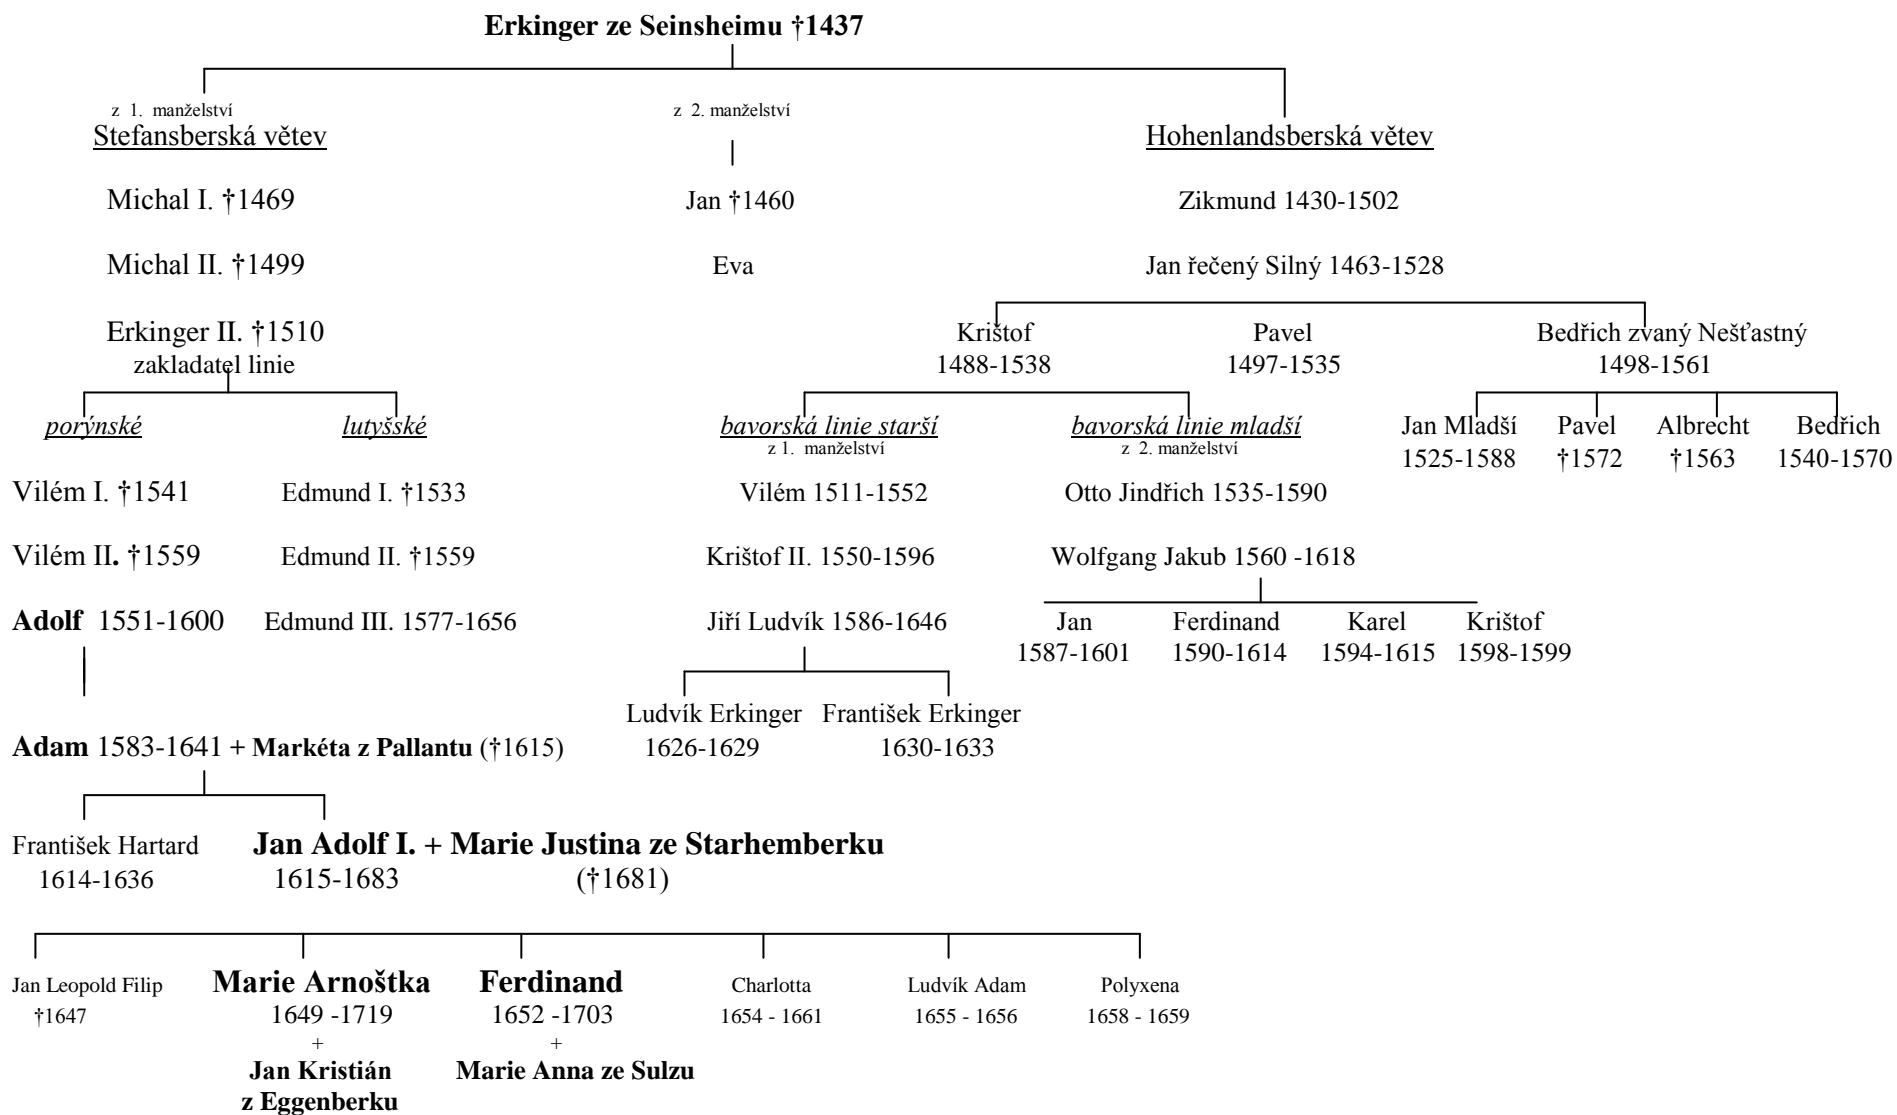 Erkinger ze Seinsheimu †1437
z 1. manželství
z 2. manželství
Stefansberská větev
Hohenlandsberská větev
Michal I. †1469
Jan †1460
Zikmund 1430-1502
Michal II. †1499
Eva
Jan řečený Silný 1463-1528
Erkinger II. †1510
Krištof
Pavel
Bedřich zvaný Nešťastný
zakladatel linie
1488-1538
1497-1535
1498-1561
porýnské
lutyšské
bavorská linie starší
bavorská linie mladší
Jan Mladší
Pavel
Albrecht
Bedřich
z 1. manželství
z 2. manželství
1525-1588
†1572
†1563
1540-1570
Vilém I. †1541
Edmund I. †1533
Vilém 1511-1552
Otto Jindřich 1535-1590
Vilém II. †1559
Edmund II. †1559
Krištof II. 1550-1596
Wolfgang Jakub 1560 -1618
Adolf 1551-1600
Edmund III. 1577-1656
Jiří Ludvík 1586-1646
Jan
Ferdinand
Karel
Krištof
1587-1601
1590-1614
1594-1615
1598-1599
Ludvík Erkinger
František Erkinger
1626-1629
1630-1633
Adam 1583-1641 + Markéta z Pallantu (†1615)
František Hartard
Jan Adolf I. + Marie Justina ze Starhemberku
1614-1636
1615-1683
(†1681)
Jan Leopold Filip
Marie Arnoštka
Ferdinand
Charlotta
Ludvík Adam
Polyxena
†1647
1649 -1719
1652 -1703
1654 - 1661
1655 - 1656
1658 - 1659
+
+
Jan Kristián
Marie Anna ze Sulzu
z Eggenberku